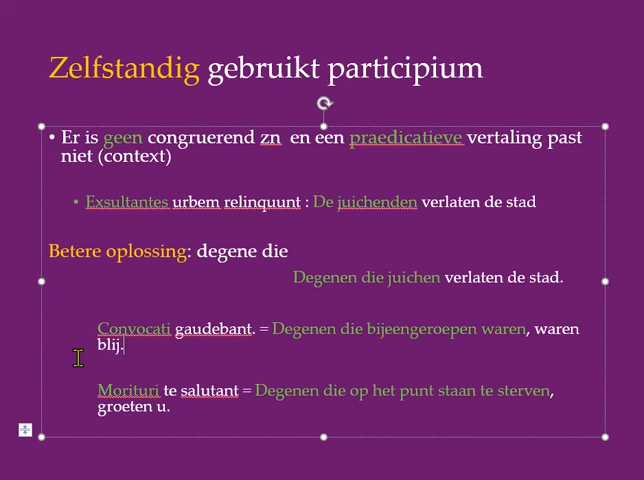 Zelfstandig gebruikt participium
• Er is geen congruerend zn en een praedicatieve vertaling past
niet (context)
• Exsultantes urbem relinquunt : De juichenden verlaten de stad
Betere oplossing: degene die
Degenen die juichen verlaten de stad.
Convocati gaudebant. = Degenen die bijeengeroepen waren, waren
blij.
Morituri te salutant = Degenen die op het punt staan te sterven,
groeten u.